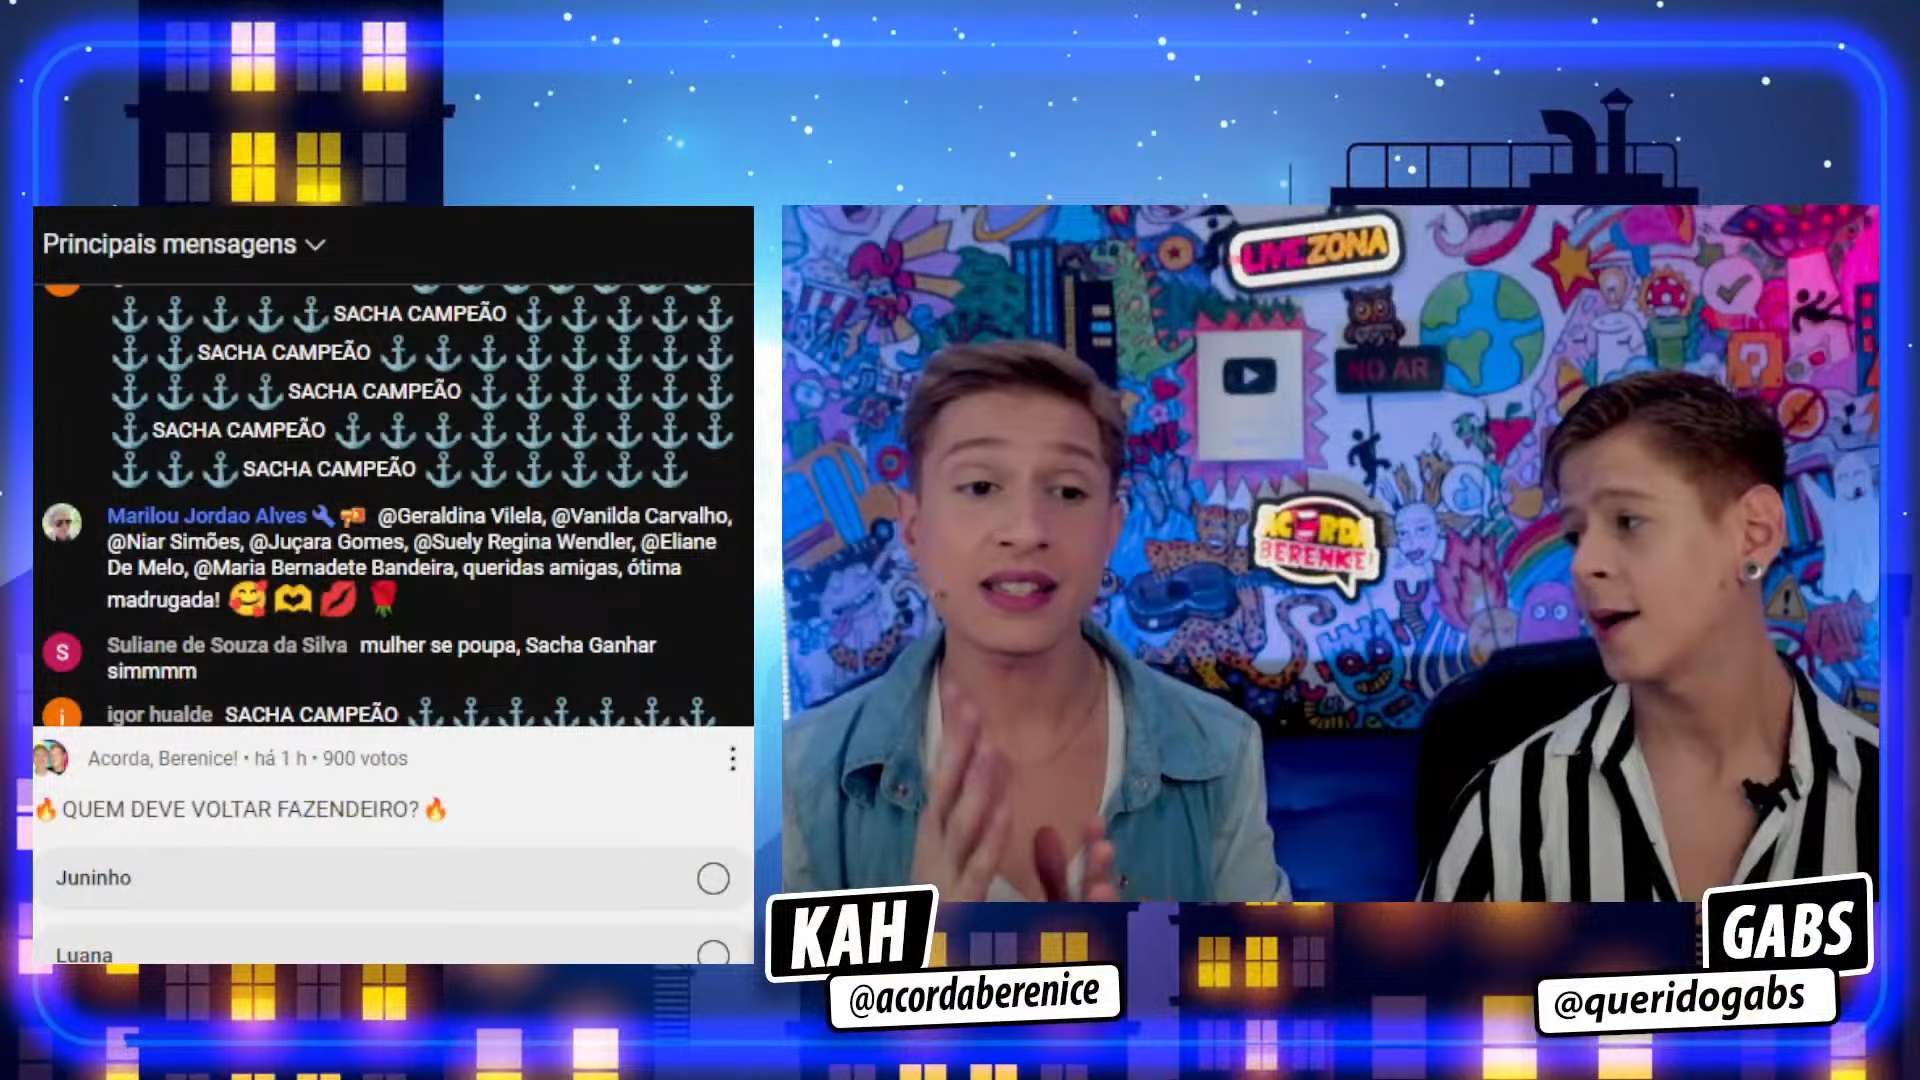 Principais mensagens
⚓⚓⚓⚓⚓SACHA CAMPEÃO⚓⚓⚓⚓⚓
⚓⚓SACHA CAMPEÃO⚓⚓⚓⚓⚓⚓⚓⚓
⚓⚓⚓⚓SACHA CAMPEÃO⚓⚓⚓⚓⚓⚓
⚓SACHA CAMPEÃO⚓⚓⚓⚓⚓⚓⚓⚓⚓
⚓⚓⚓SACHA CAMPEÃO⚓⚓⚓⚓⚓⚓
Marilou Jordao Alves @Geraldina Vilela, @Vanilda Carvalho,
@Niar Simões, @Juçara Gomes, @Suely Regina Wendler, @Eliane
De Melo, @Maria Bernadete Bandeira, queridas amigas, ótima
madrugada! 🥰🫶💋🌹
S
Suliane de Souza da Silva mulher se poupa, Sacha Ganhar
simmmm
i
igor hualde SACHA CAMPEÃO⚓⚓⚓⚓⚓⚓⚓
Acorda, Berenice! • há 1 h • 900 votos
🔥QUEM DEVE VOLTAR FAZENDEIRO?🔥
Juninho
Luana
LIVEZONA
NO AR
ACORDA
BERENICE!
KAH
@acordaberenice
GABS
@queridogabs